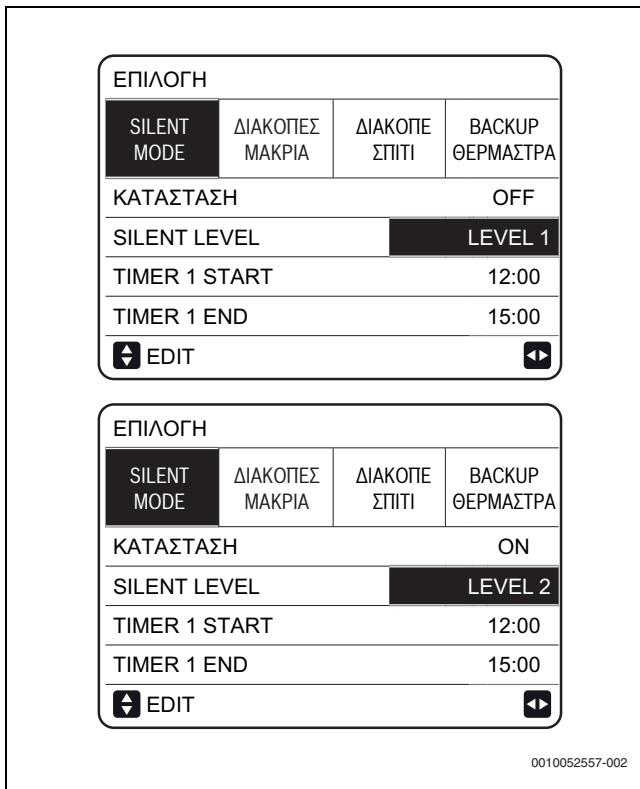 ΕΠΙΛΟΓΗ
SILENT MODE ΔΙΑΚΟΠΕΣ ΜΑΚΡΙΑ ΔΙΑΚΟΠΕ ΣΠΙΤΙ BACKUP ΘΕΡΜΑΣΤΡΑ
ΚΑΤΑΣΤΑΣΗ OFF
SILENT LEVEL LEVEL 1
TIMER 1 START 12:00
TIMER 1 END 15:00
EDIT
ΕΠΙΛΟΓΗ
SILENT MODE ΔΙΑΚΟΠΕΣ ΜΑΚΡΙΑ ΔΙΑΚΟΠΕ ΣΠΙΤΙ BACKUP ΘΕΡΜΑΣΤΡΑ
ΚΑΤΑΣΤΑΣΗ ON
SILENT LEVEL LEVEL 2
TIMER 1 START 12:00
TIMER 1 END 15:00
EDIT
0010052557-002